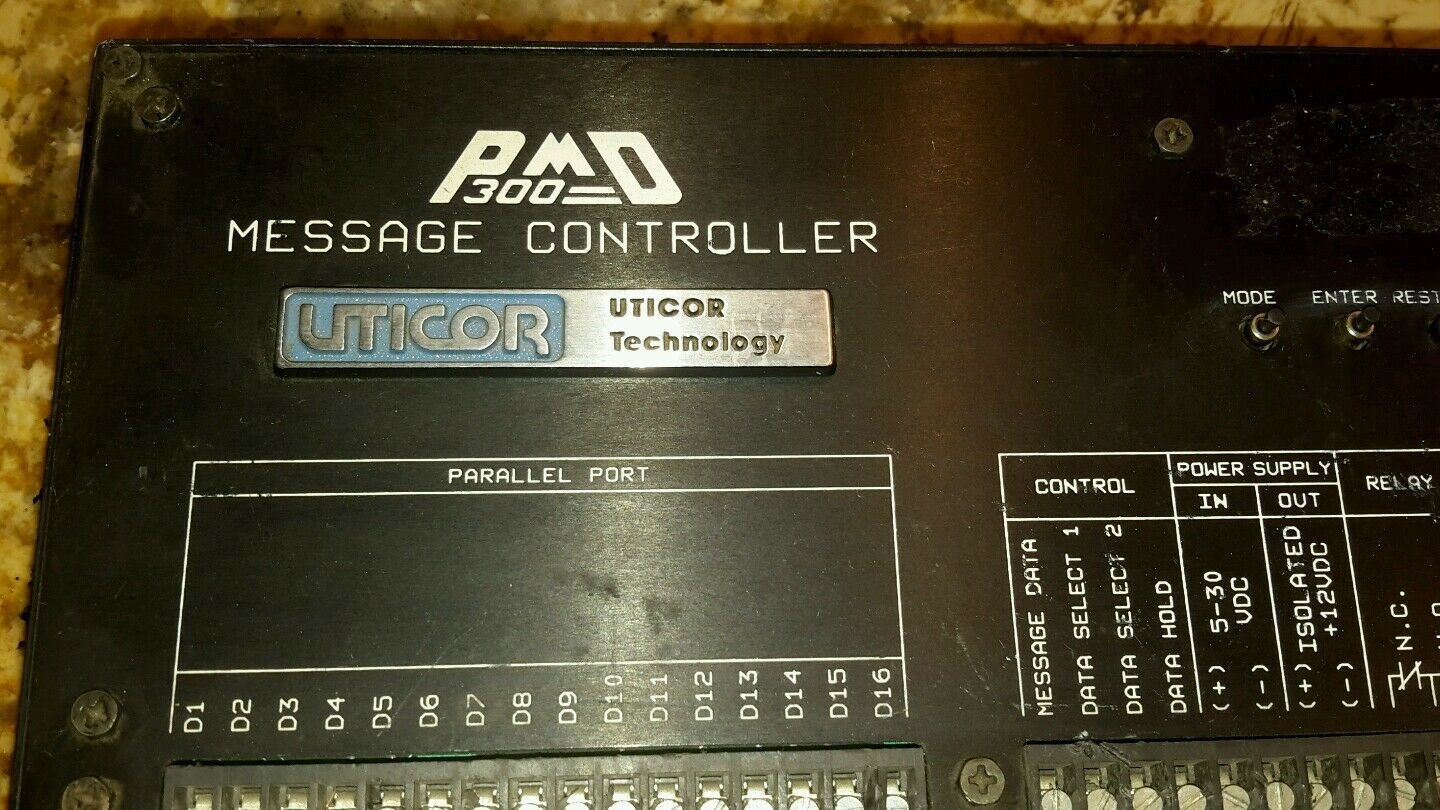 PMD
300
MESSAGE CONTROLLER
UTICOR
UTICOR
Technology
MODE ENTER REST
PARALLEL PORT
D1 D2 D3 D4 D5 D6 D7 D8 D9 D10 D11 D12 D13 D14 D15 D16
CONTROL
POWER SUPPLY
IN OUT
RELAY
MESSAGE DATA
DATA SELECT 1
DATA SELECT 2
DATA HOLD
(+) 5-30
(-) VDC
(+) ISOLATED
(-) +12VDC
N.C.